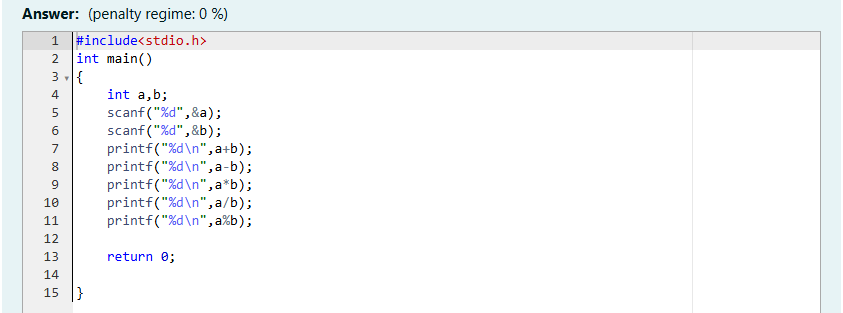 Answer: (penalty regime: 0 %)
1 #include<stdio.h>
2 int main()
3 {
4 int a,b;
5 scanf("%d",&a);
6 scanf("%d",&b);
7 printf("%d\n",a+b);
8 printf("%d\n",a-b);
9 printf("%d\n",a*b);
10 printf("%d\n",a/b);
11 printf("%d\n",a%b);
12
13 return 0;
14
15 }